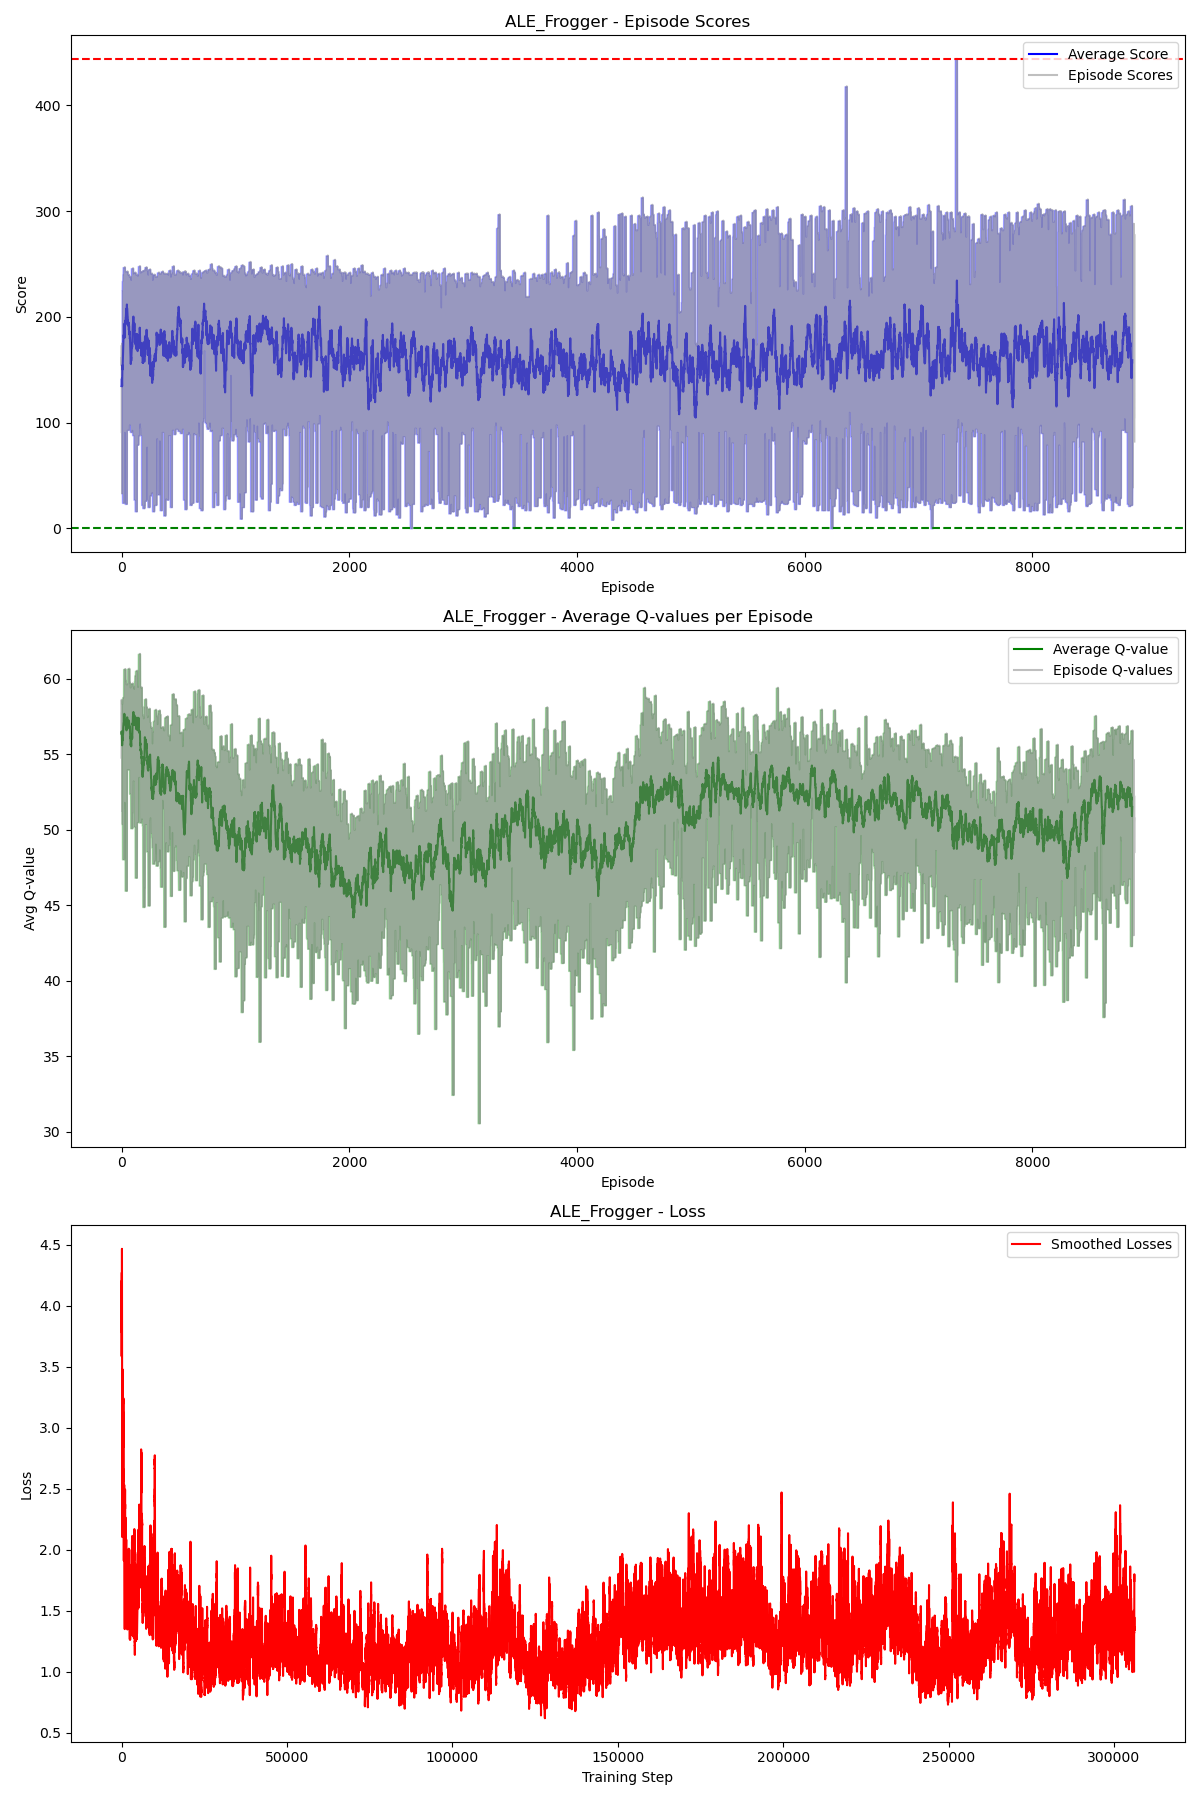 ALE_Frogger - Episode Scores
Average Score
Episode Scores
400
300
200
100
0
Score
0 2000 4000 6000 8000
Episode
ALE_Frogger - Average Q-values per Episode
Average Q-value
Episode Q-values
60
55
50
45
40
35
30
Avg Q-value
0 2000 4000 6000 8000
Episode
ALE_Frogger - Loss
Smoothed Losses
4.5
4.0
3.5
3.0
2.5
2.0
1.5
1.0
0.5
Loss
0 50000 100000 150000 200000 250000 300000
Training Step